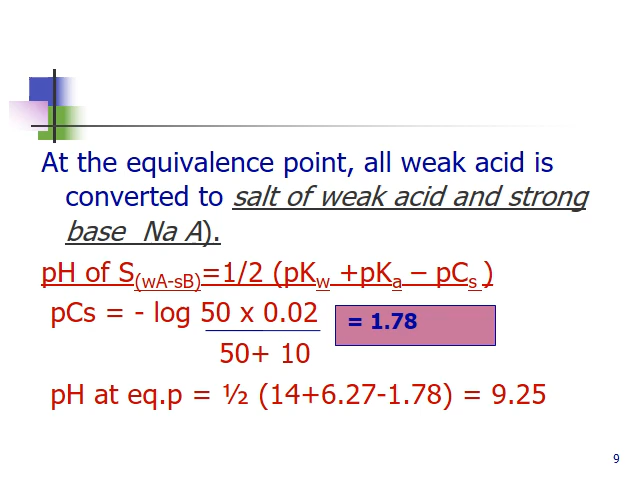 At the equivalence point, all weak acid is
converted to salt of weak acid and strong
base Na A).
pH of S(wA-sB)=1/2 (pKw +pKa – pCs )
pCs = - log 50 x 0.02 = 1.78
50+ 10
pH at eq.p = ½ (14+6.27-1.78) = 9.25
9